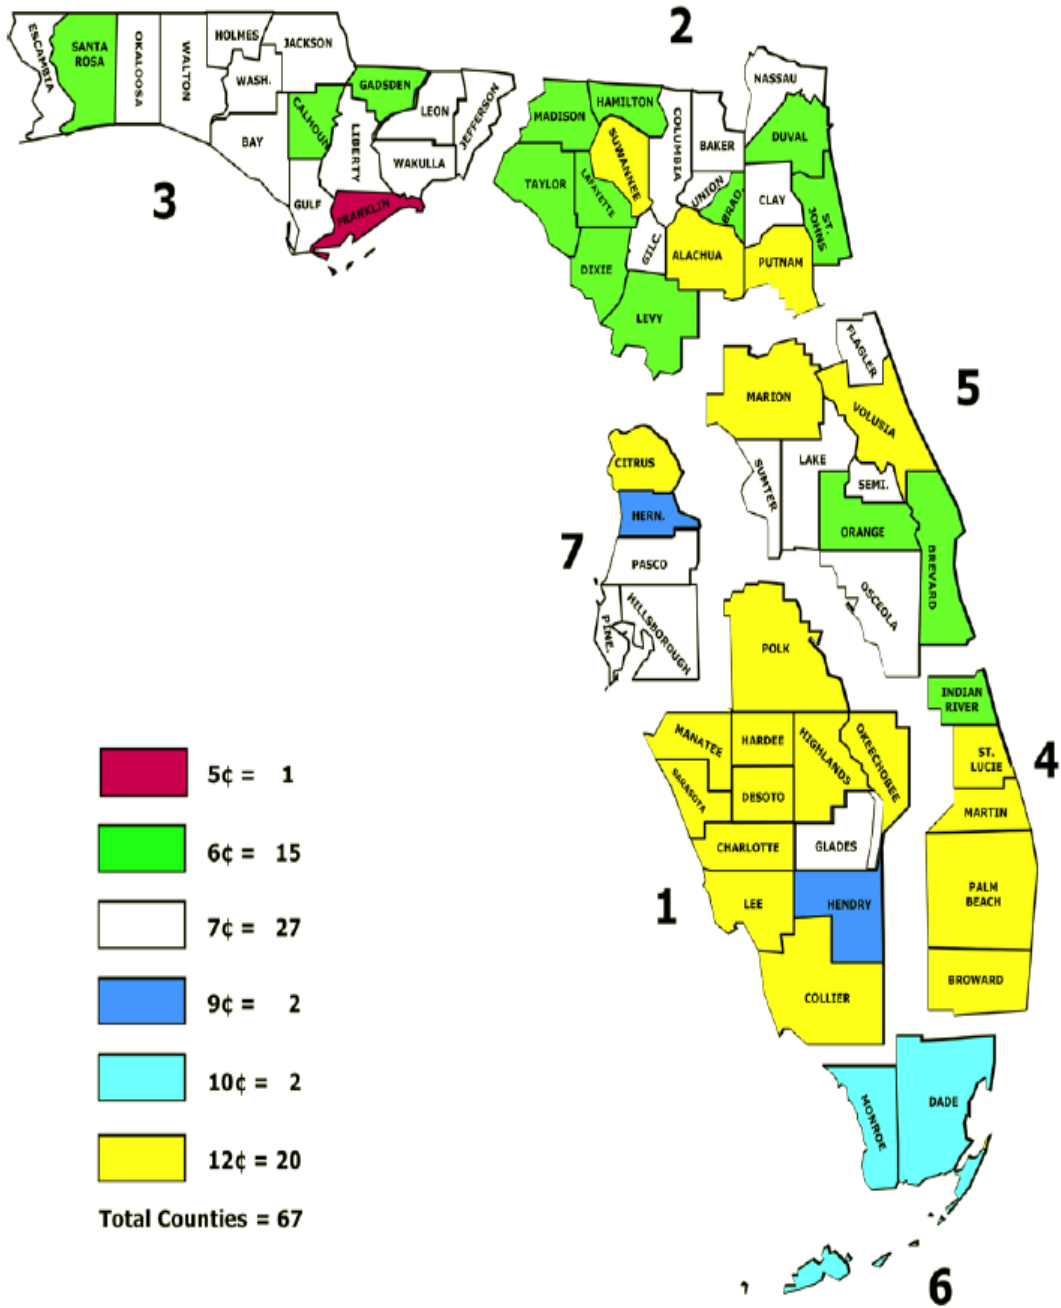 2
ESCAMBIA
SANTA
ROSA
OKALOOSA
WALTON
HOLMES
JACKSON
WASH.
BAY
CALHOUN
GULF
LIBERTY
GADSDEN
FRANKLIN
LEON
WAKULLA
JEFFERSON
3
MADISON
HAMILTON
SUWANNEE
TAYLOR
LAFAYETTE
COLUMBIA
BAKER
NASSAU
DUVAL
UNION
BRAD.
CLAY
ST.
JOHNS
DIXIE
GILC.
ALACHUA
PUTNAM
LEVY
5
FLAGLER
MARION
VOLUSIA
SUMTER
LAKE
SEMI.
ORANGE
BREVARD
OSCEOLA
7
CITRUS
HERN.
PASCO
PINE.
HILLSBOROUGH
POLK
MANATEE
HARDEE
HIGHLANDS
OKEECHOBEE
SARASOTA
DESOTO
CHARLOTTE
GLADES
1
LEE
HENDRY
COLLIER
INDIAN
RIVER
ST.
LUCIE
4
MARTIN
PALM
BEACH
BROWARD
MONROE
DADE
6
5¢ = 1
6¢ = 15
7¢ = 27
9¢ = 2
10¢ = 2
12¢ = 20
Total Counties = 67